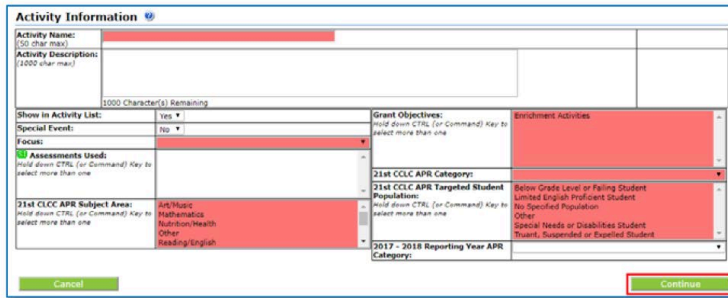 Activity Information
Activity Name:
(50 char max)
Activity Description:
(1000 char max)
1000 Character(s) Remaining
Show in Activity List:
Yes
Special Event:
No
Focus:
Assessments Used:
Hold down CTRL (or Command) Key to
select more than one
21st CLCC APR Subject Area:
Hold down CTRL (or Command) Key to
select more than one
Art/Music
Mathematics
Nutrition/Health
Other
Reading/English
Grant Objectives:
Hold down CTRL (or Command) Key to
select more than one
Enrichment Activities
21st CCLC APR Category:
21st CCLC APR Targeted Student
Population:
Hold down CTRL (or Command) Key to
select more than one
Below Grade Level or Failing Student
Limited English Proficient Student
No Specified Population
Other
Special Needs or Disabilities Student
Truant, Suspended or Expelled Student
2017 - 2018 Reporting Year APR
Category:
Cancel
Continue